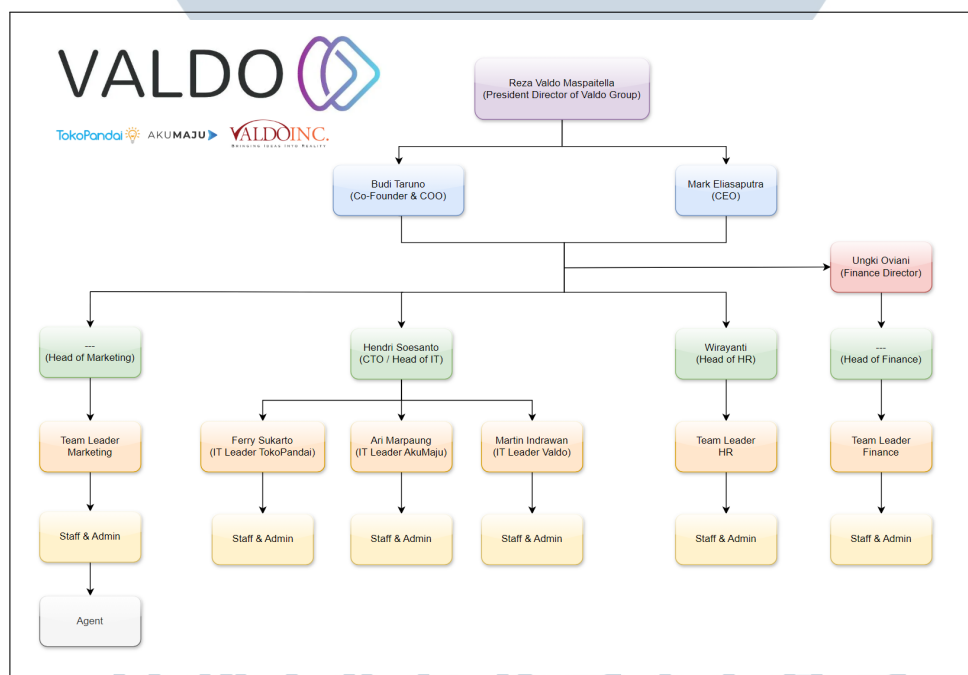 VALDO
TokoPandai AKUMAJU VALDOINC.
BRINGING IDEAS INTO REALITY
Reza Valdo Maspaitella
(President Director of Valdo Group)
Budi Taruno
(Co-Founder & COO)
Mark Eliasaputra
(CEO)
Ungki Oviani
(Finance Director)
---
(Head of Marketing)
Hendri Soesanto
(CTO / Head of IT)
Wirayanti
(Head of HR)
---
(Head of Finance)
Team Leader
Marketing
Ferry Sukarto
(IT Leader TokoPandai)
Ari Marpaung
(IT Leader AkuMaju)
Martin Indrawan
(IT Leader Valdo)
Team Leader
HR
Team Leader
Finance
Staff & Admin
Staff & Admin
Staff & Admin
Staff & Admin
Staff & Admin
Staff & Admin
Agent